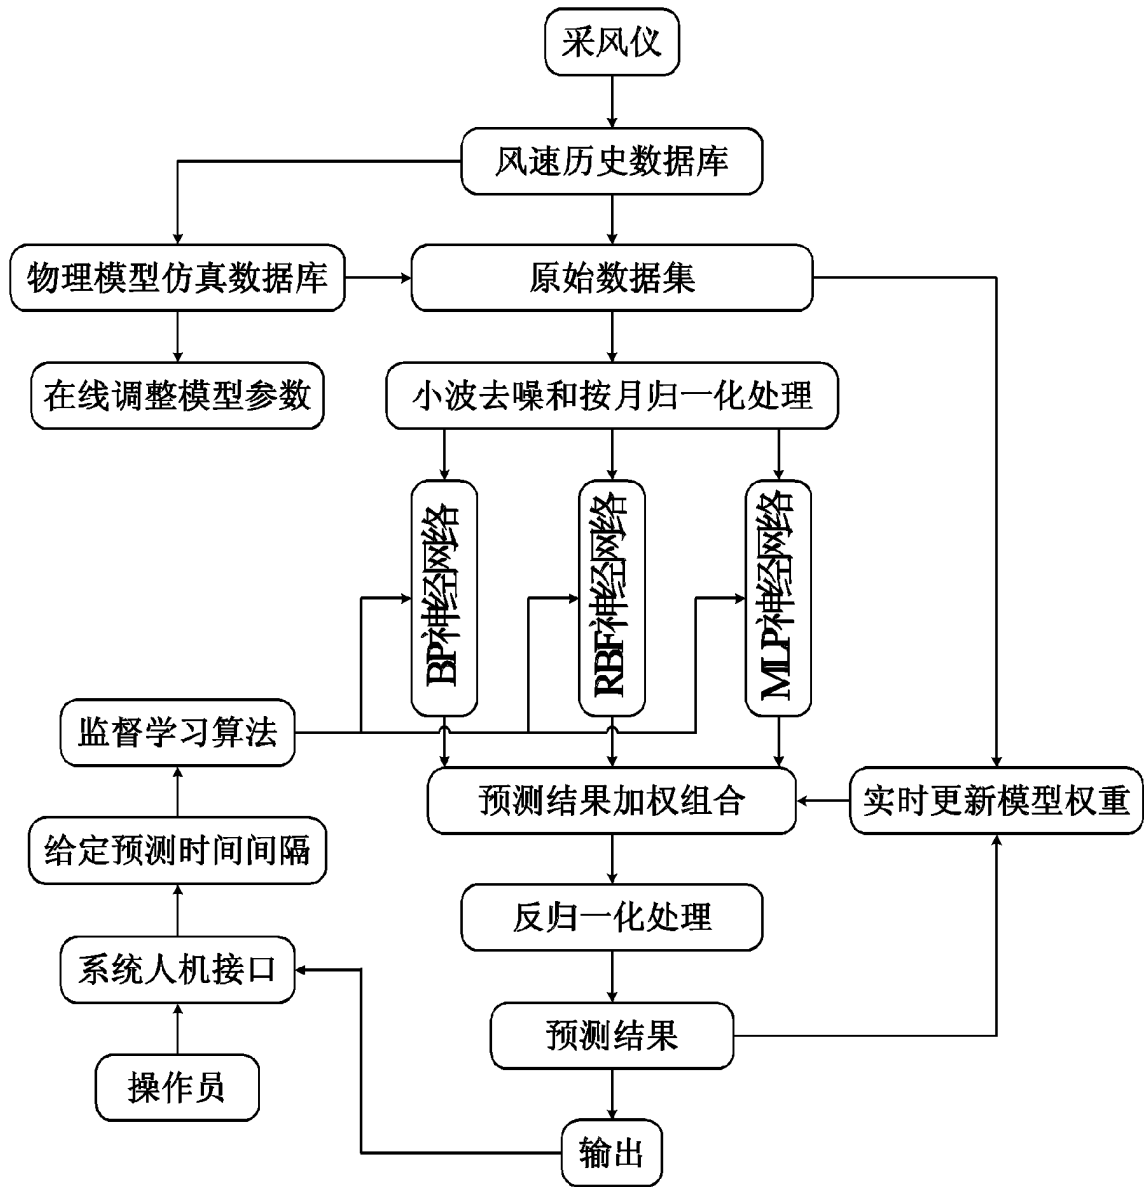 采风仪
风速历史数据库
物理模型仿真数据库
原始数据集
在线调整模型参数
小波去噪和按月归一化处理
BP神经网络
RBF神经网络
MLP神经网络
监督学习算法
预测结果加权组合
实时更新模型权重
给定预测时间间隔
反归一化处理
系统人机接口
预测结果
操作员
输出